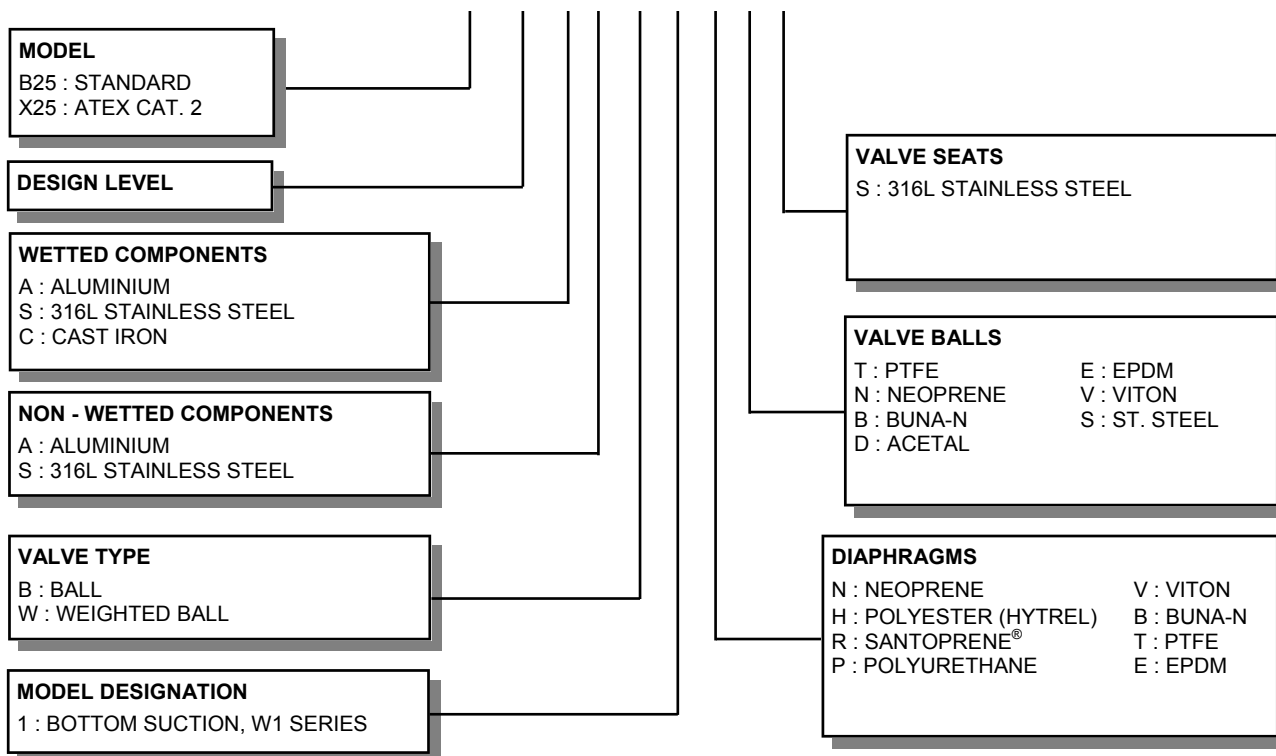 MODEL
B25 : STANDARD
X25 : ATEX CAT. 2
DESIGN LEVEL
WETTED COMPONENTS
A : ALUMINIUM
S : 316L STAINLESS STEEL
C : CAST IRON
NON - WETTED COMPONENTS
A : ALUMINIUM
S : 316L STAINLESS STEEL
VALVE TYPE
B : BALL
W : WEIGHTED BALL
MODEL DESIGNATION
1 : BOTTOM SUCTION, W1 SERIES
VALVE SEATS
S : 316L STAINLESS STEEL
VALVE BALLS
T : PTFE E : EPDM
N : NEOPRENE V : VITON
B : BUNA-N S : ST. STEEL
D : ACETAL
DIAPHRAGMS
N : NEOPRENE V : VITON
H : POLYESTER (HYTREL) B : BUNA-N
R : SANTOPRENE® T : PTFE
P : POLYURETHANE E : EPDM